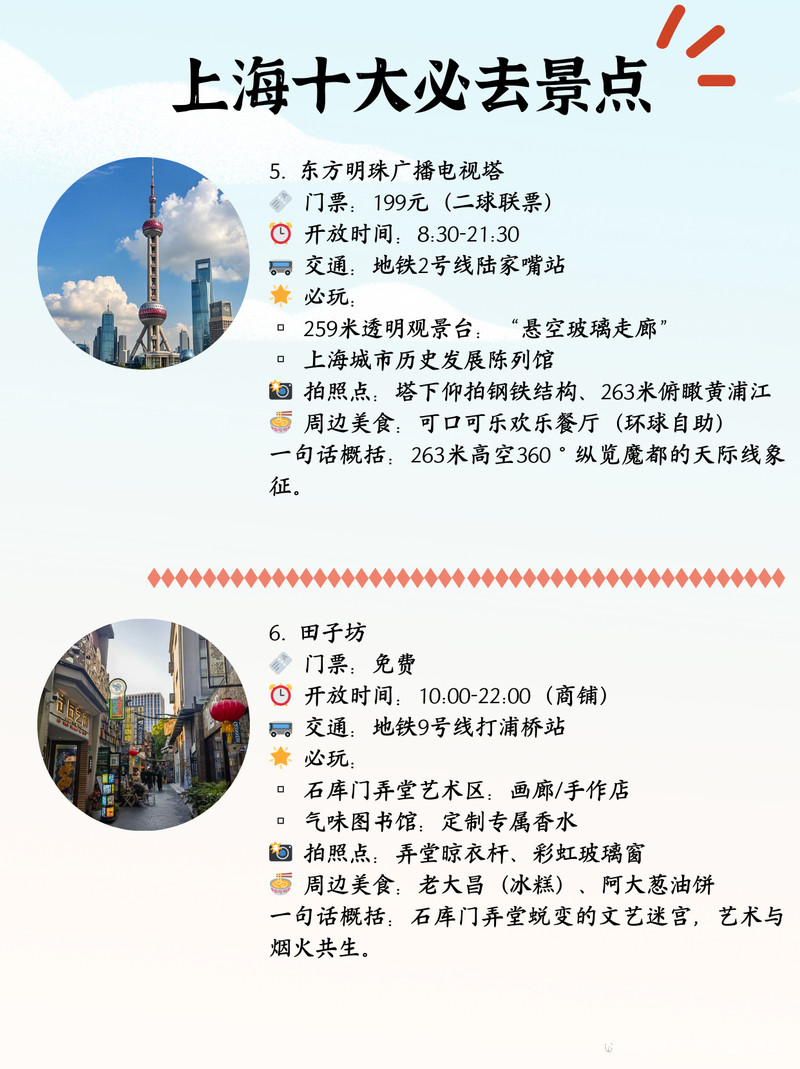 上海十大必去景点
5. 东方明珠广播电视塔
门票：199元（二球联票）
开放时间：8:30-21:30
交通：地铁2号线陆家嘴站
必玩：
▫ 259米透明观景台：“悬空玻璃走廊”
▫ 上海城市历史发展陈列馆
拍照点：塔下仰拍钢铁结构、263米俯瞰黄浦江
周边美食：可口可乐欢乐餐厅（环球自助）
一句话概括：263米高空360°纵览魔都的天际线象
征。
6. 田子坊
门票：免费
开放时间：10:00-22:00（商铺）
交通：地铁9号线打浦桥站
必玩：
▫ 石库门弄堂艺术区：画廊/手作店
▫ 气味图书馆：定制专属香水
拍照点：弄堂晾衣杆、彩虹玻璃窗
周边美食：老大昌（冰糕）、阿大葱油饼
一句话概括：石库门弄堂蜕变的文艺迷宫，艺术与
烟火共生。